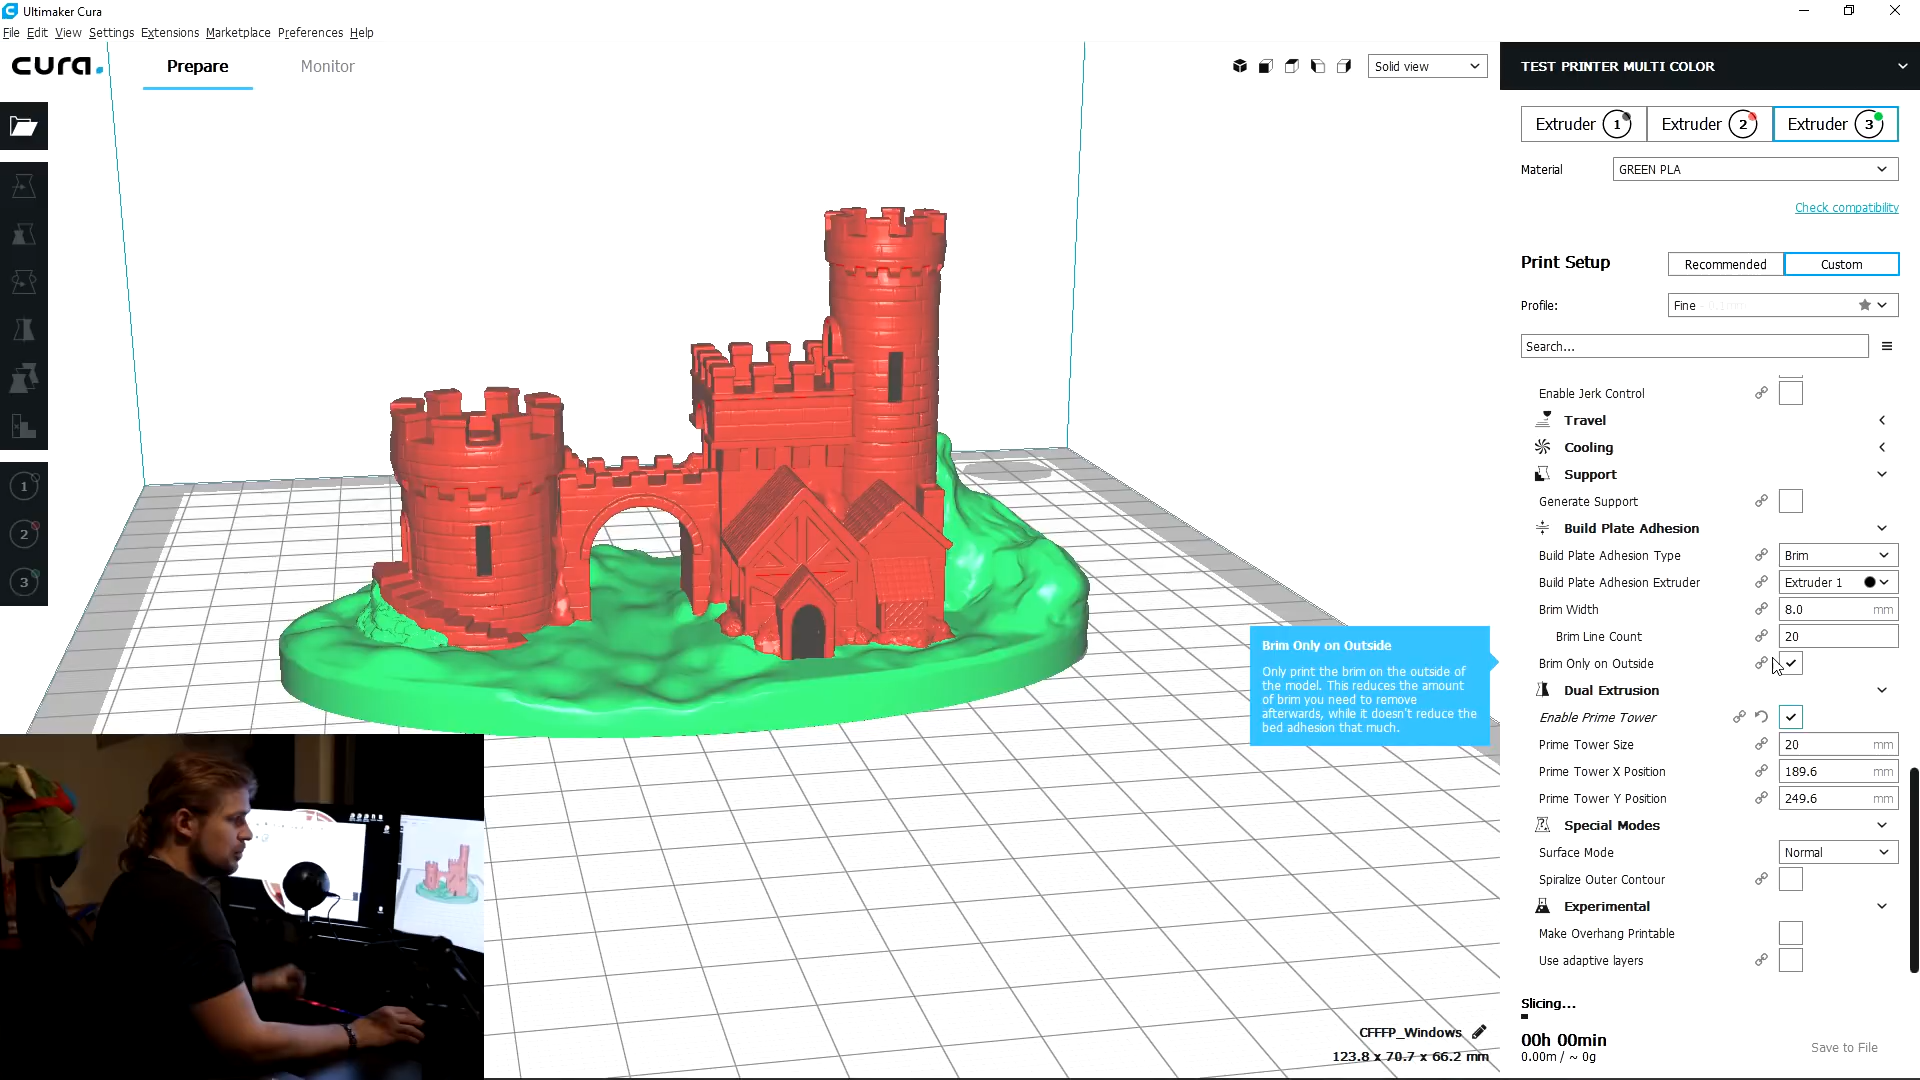 Ultimaker Cura
File Edit View Settings Extensions Marketplace Preferences Help
cura.
Prepare
Monitor
Solid view
TEST PRINTER MULTI COLOR
Extruder 1
Extruder 2
Extruder 3
Material
GREEN PLA
Check compatibility
Print Setup
Recommended
Custom
Profile:
Fine
Search...
Enable Jerk Control
Travel
Cooling
Support
Generate Support
Build Plate Adhesion
Build Plate Adhesion Type
Brim
Build Plate Adhesion Extruder
Extruder 1
Brim Width
8.0 mm
Brim Line Count
20
Brim Only on Outside
Dual Extrusion
Enable Prime Tower
Prime Tower Size
20 mm
Prime Tower X Position
189.6 mm
Prime Tower Y Position
249.6 mm
Special Modes
Surface Mode
Normal
Spiralize Outer Contour
Experimental
Make Overhang Printable
Use adaptive layers
Slicing...
00h 00min
0.00m / ~ 0g
Save to File
Brim Only on Outside
Only print the brim on the outside of
the model. This reduces the amount
of brim you need to remove
afterwards, while it doesn't reduce the
bed adhesion that much.
1
2
3
CFFFP_Windows
123.8 x 70.7 x 66.2 mm